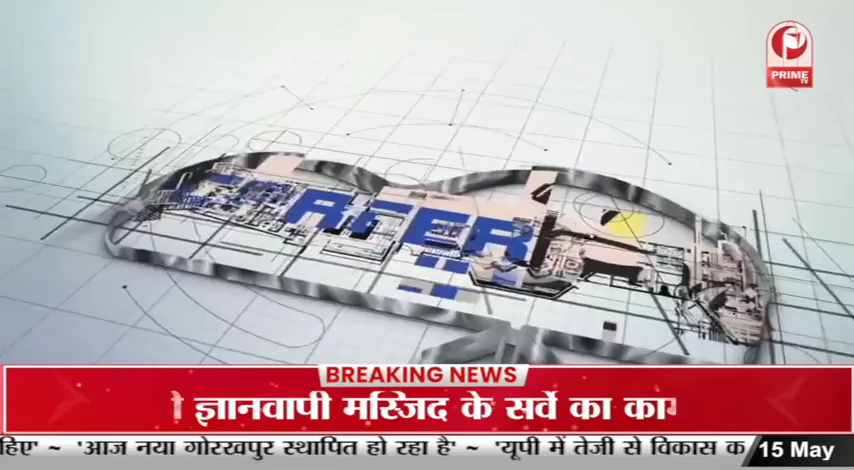 PRIME
TV
BREAKING NEWS
ज्ञानवापी मस्जिद के सर्वे का
~ 'आज नया गोरखपुर स्थापित हो रहा है' ~ 'यूपी में तेजी से विकास
15 May